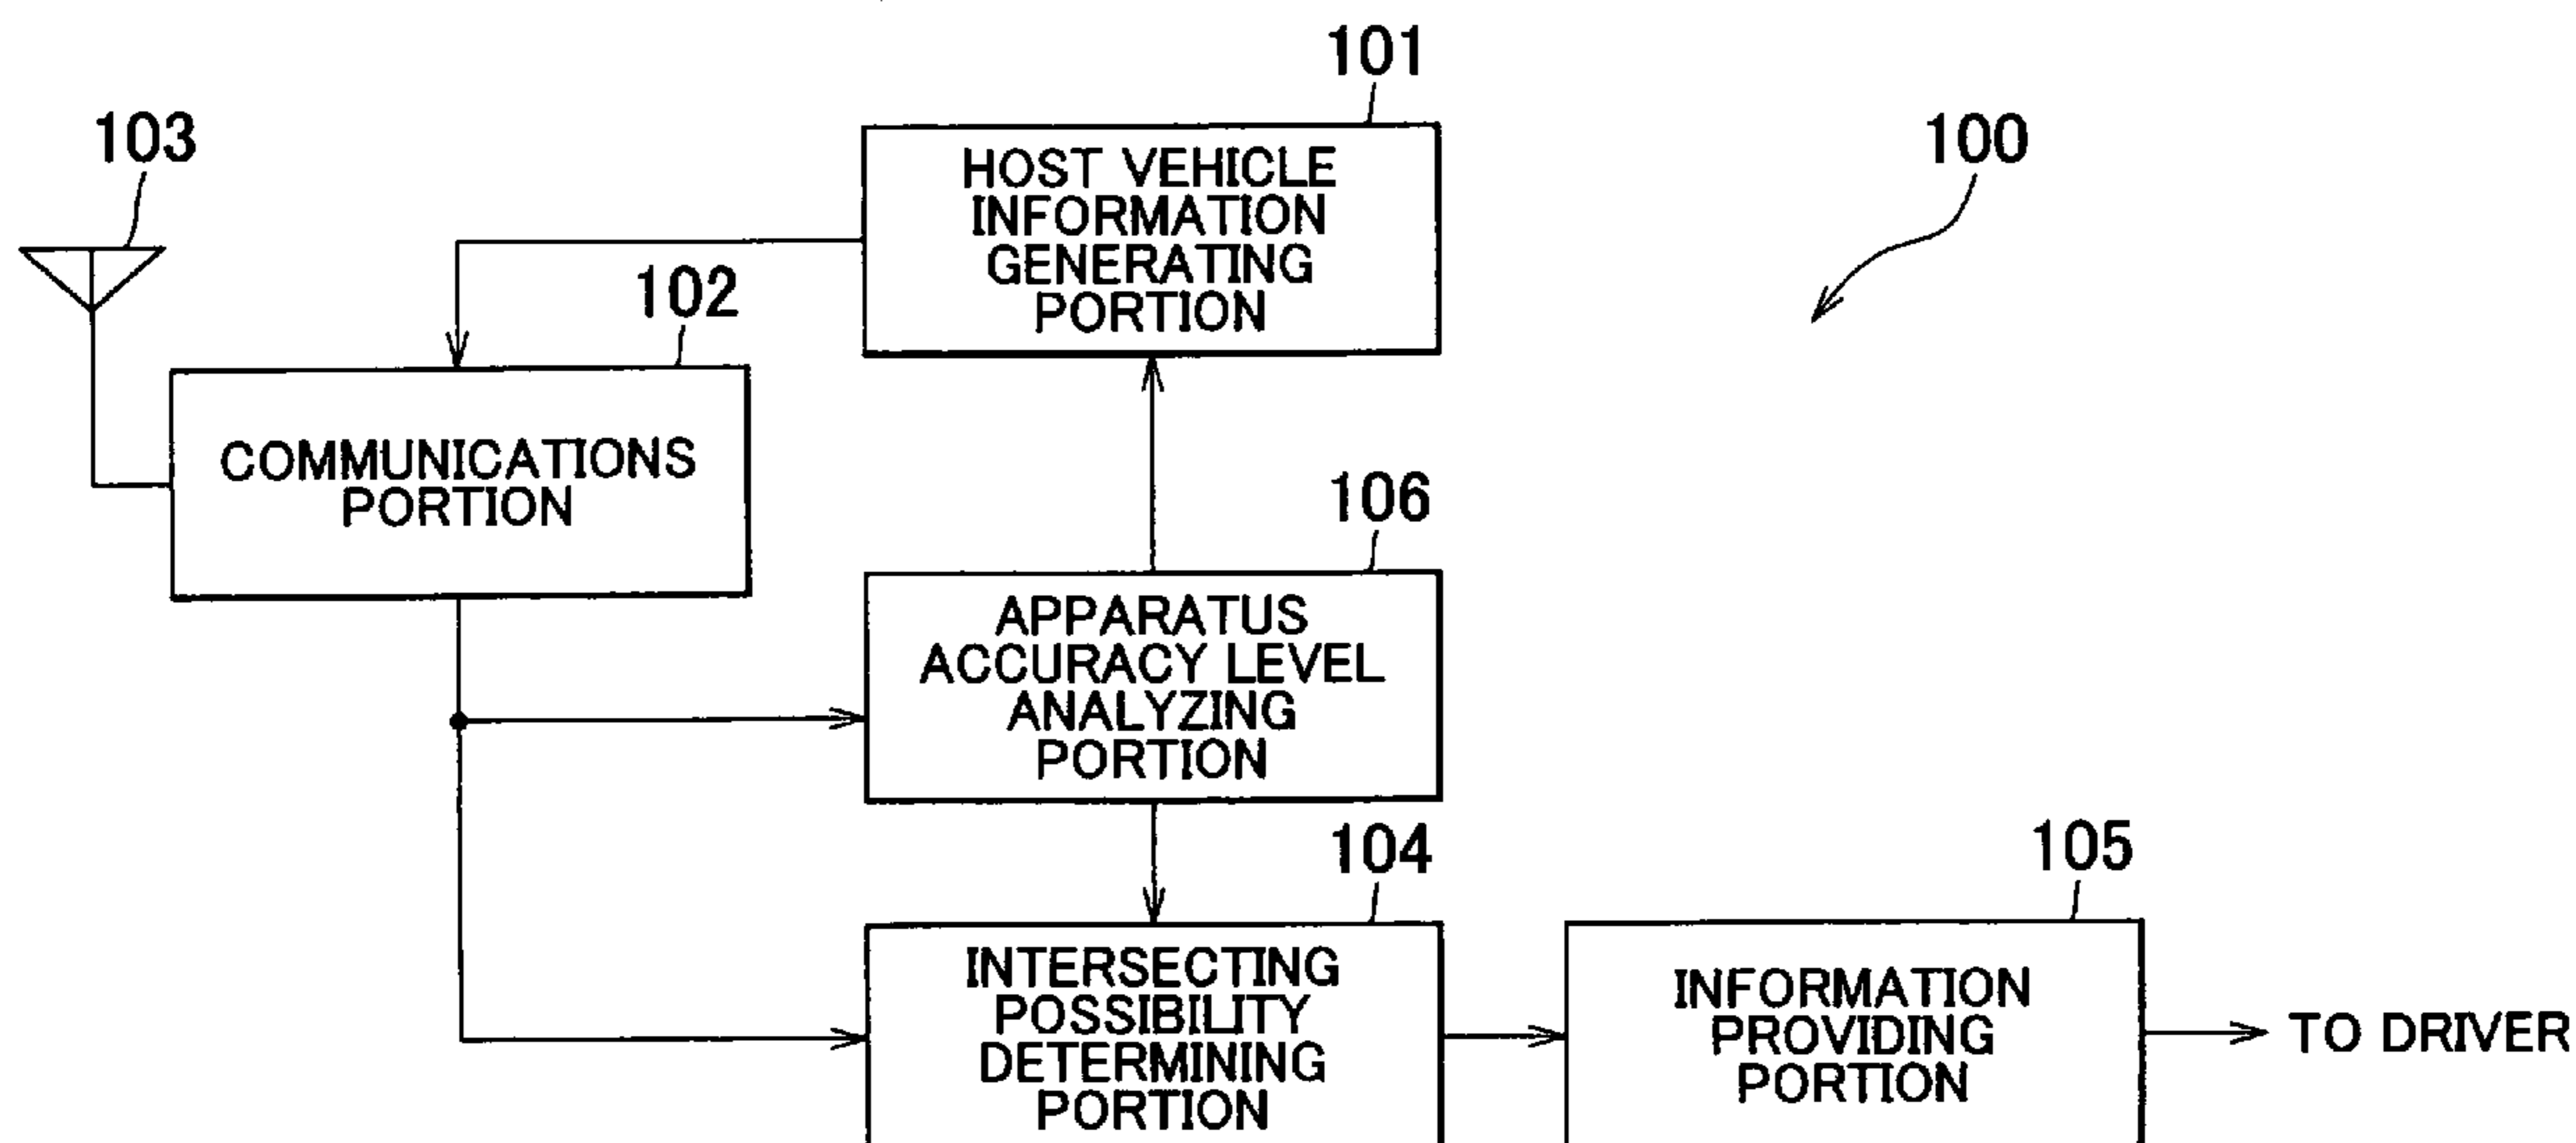 101
103
100
HOST VEHICLE
INFORMATION
GENERATING
PORTION
102
COMMUNICATIONS
PORTION
106
APPARATUS
ACCURACY LEVEL
ANALYZING
PORTION
104
105
INTERSECTING
POSSIBILITY
DETERMINING
PORTION
INFORMATION
PROVIDING
PORTION
TO DRIVER